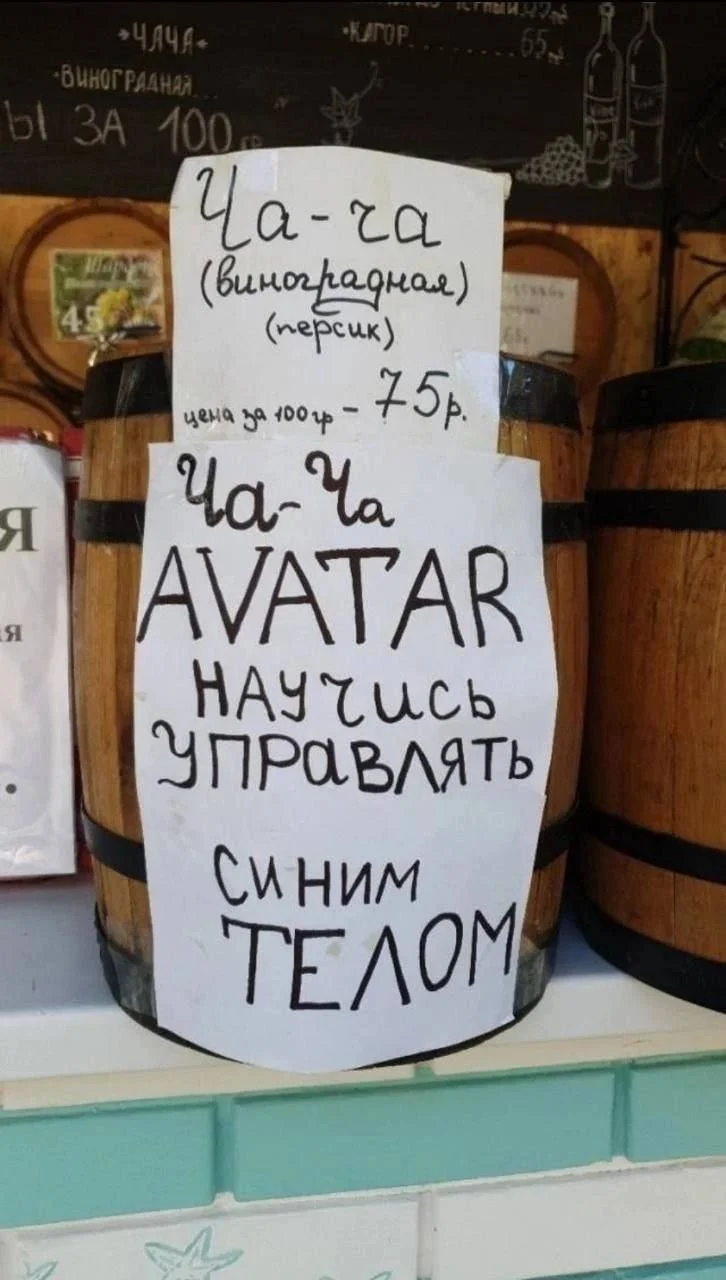 •ЧАЧА•
•ВИНОГРАДНАЯ...
Ы ЗА 100
•КАГОР........65
Ча-ча
(виноградная)
(персик)
цена за 100гр - 75р.
Ча-Ча
AVATAR
НАУЧИСЬ
УПРАВЛЯТЬ
СИНИМ
ТЕЛОМ
Я
я